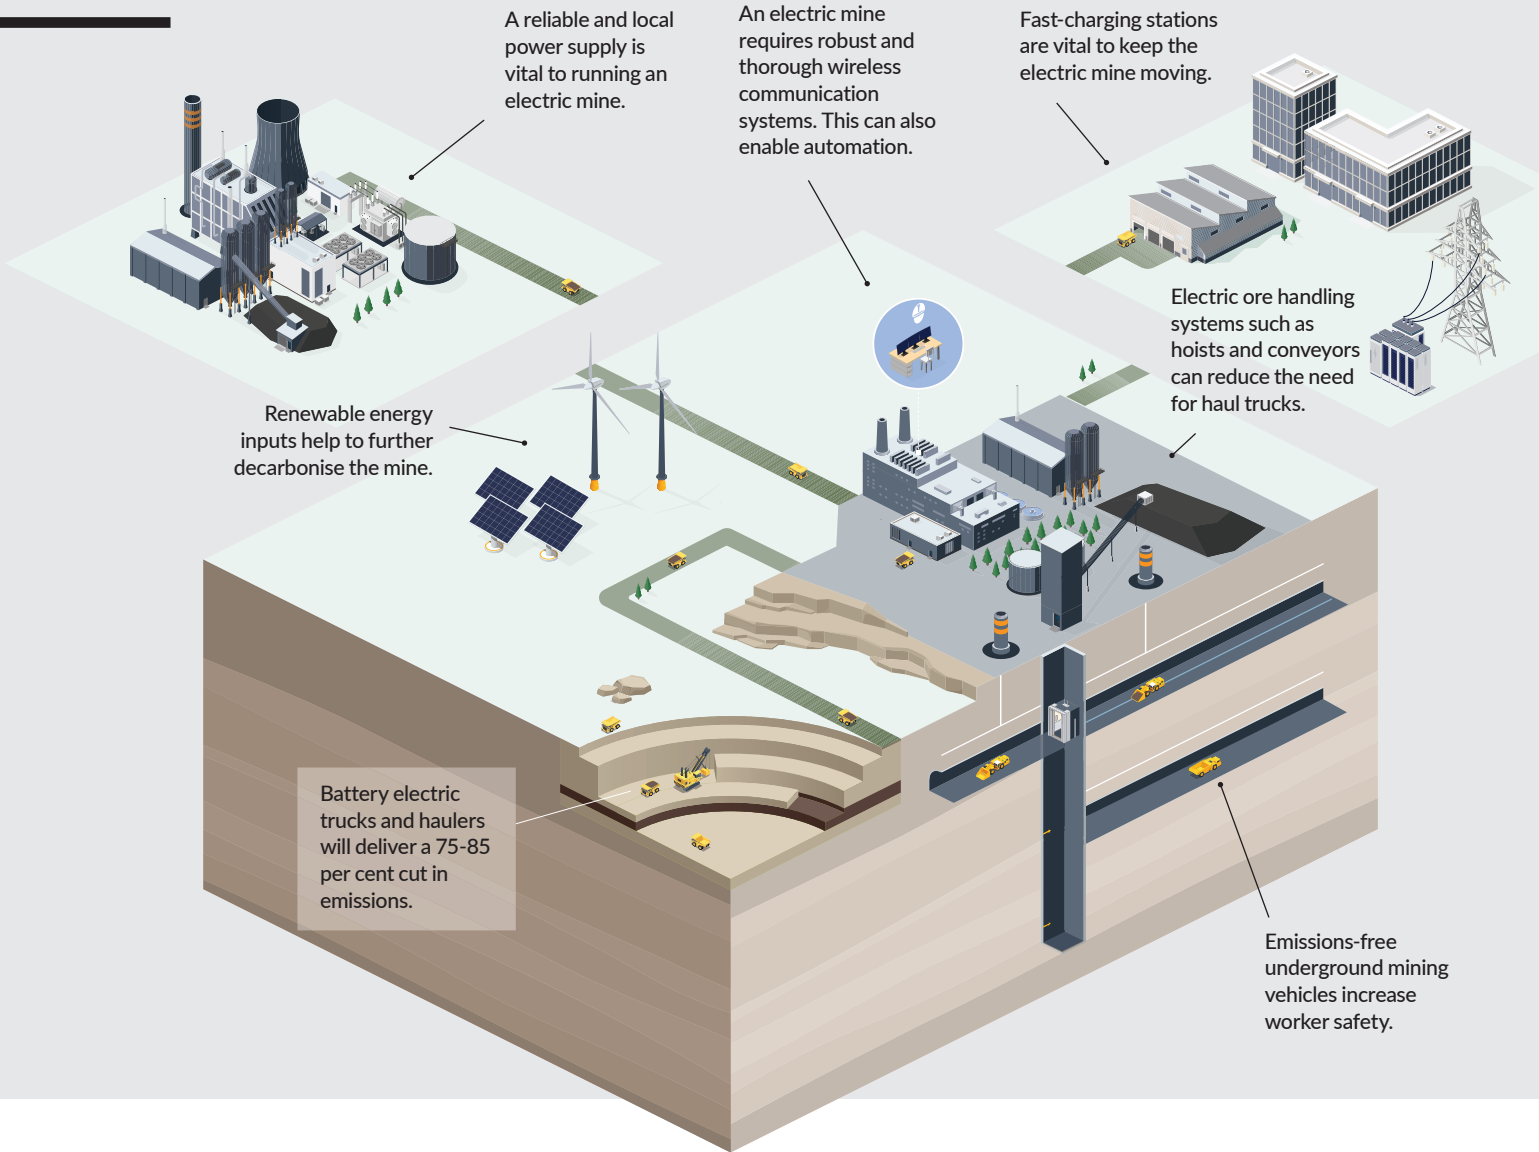 A reliable and local
power supply is
vital to running an
electric mine.
An electric mine
requires robust and
thorough wireless
communication
systems. This can also
enable automation.
Fast-charging stations
are vital to keep the
electric mine moving.
Electric ore handling
systems such as
hoists and conveyors
can reduce the need
for haul trucks.
Renewable energy
inputs help to further
decarbonise the mine.
Battery electric
trucks and haulers
will deliver a 75-85
per cent cut in
emissions.
Emissions-free
underground mining
vehicles increase
worker safety.